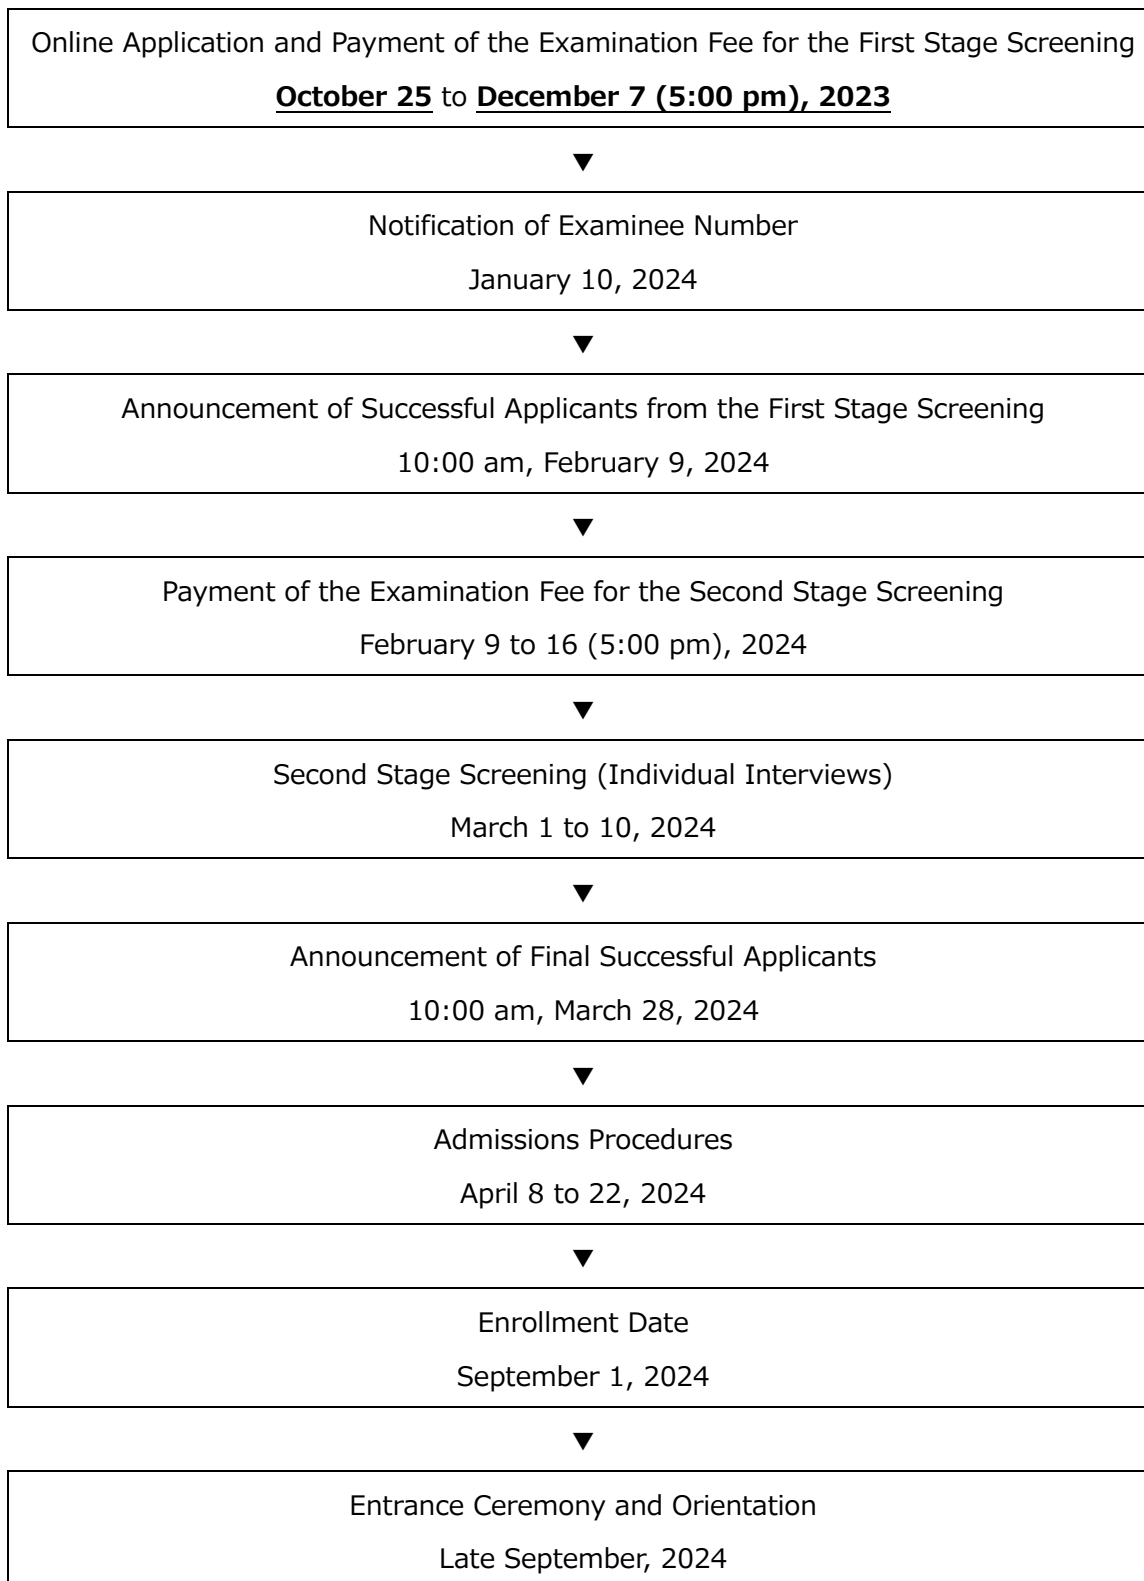 Online Application and Payment of the Examination Fee for the First Stage Screening
October 25 to December 7 (5:00 pm), 2023
▼
Notification of Examinee Number
January 10, 2024
▼
Announcement of Successful Applicants from the First Stage Screening
10:00 am, February 9, 2024
▼
Payment of the Examination Fee for the Second Stage Screening
February 9 to 16 (5:00 pm), 2024
▼
Second Stage Screening (Individual Interviews)
March 1 to 10, 2024
▼
Announcement of Final Successful Applicants
10:00 am, March 28, 2024
▼
Admissions Procedures
April 8 to 22, 2024
▼
Enrollment Date
September 1, 2024
▼
Entrance Ceremony and Orientation
Late September, 2024